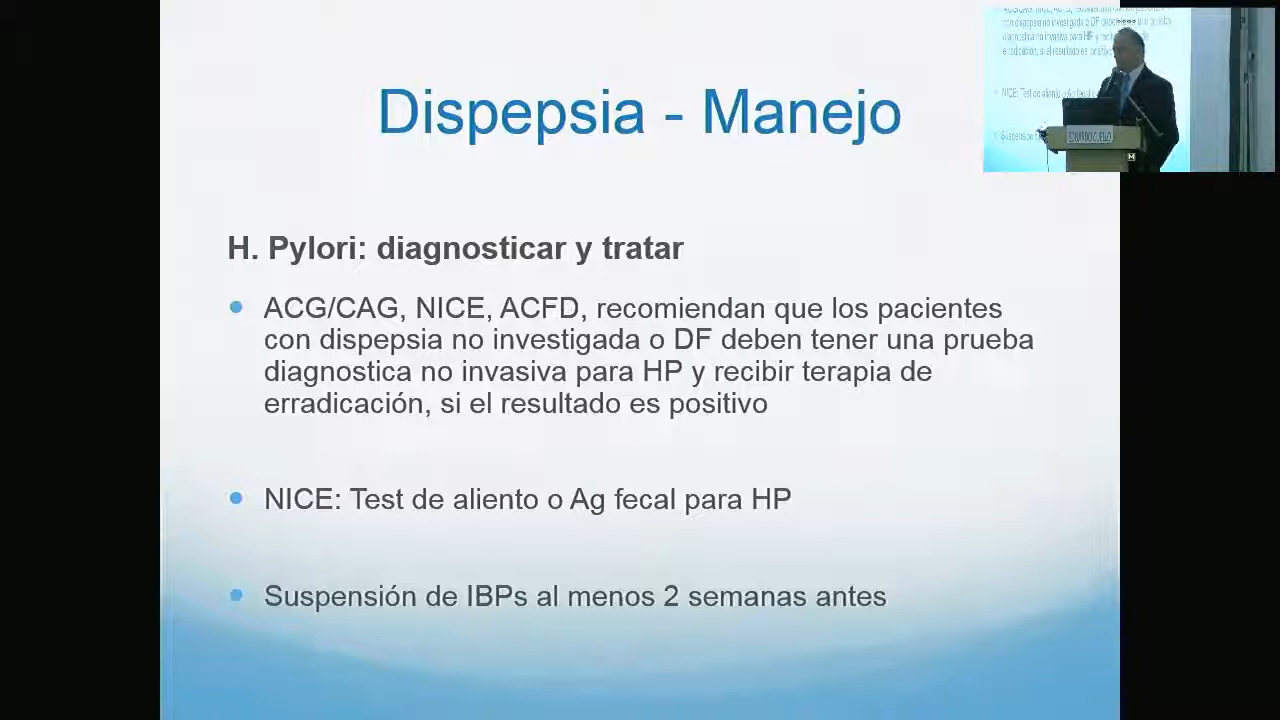 Dispepsia - Manejo
H. Pylori: diagnosticar y tratar
ACG/CAG, NICE, ACFD, recomiendan que los pacientes
con dispepsia no investigada o DF deben tener una prueba
diagnostica no invasiva para HP y recibir terapia de
erradicación, si el resultado es positivo
NICE: Test de aliento o Ag fecal para HP
Suspensión de IBPs al menos 2 semanas antes